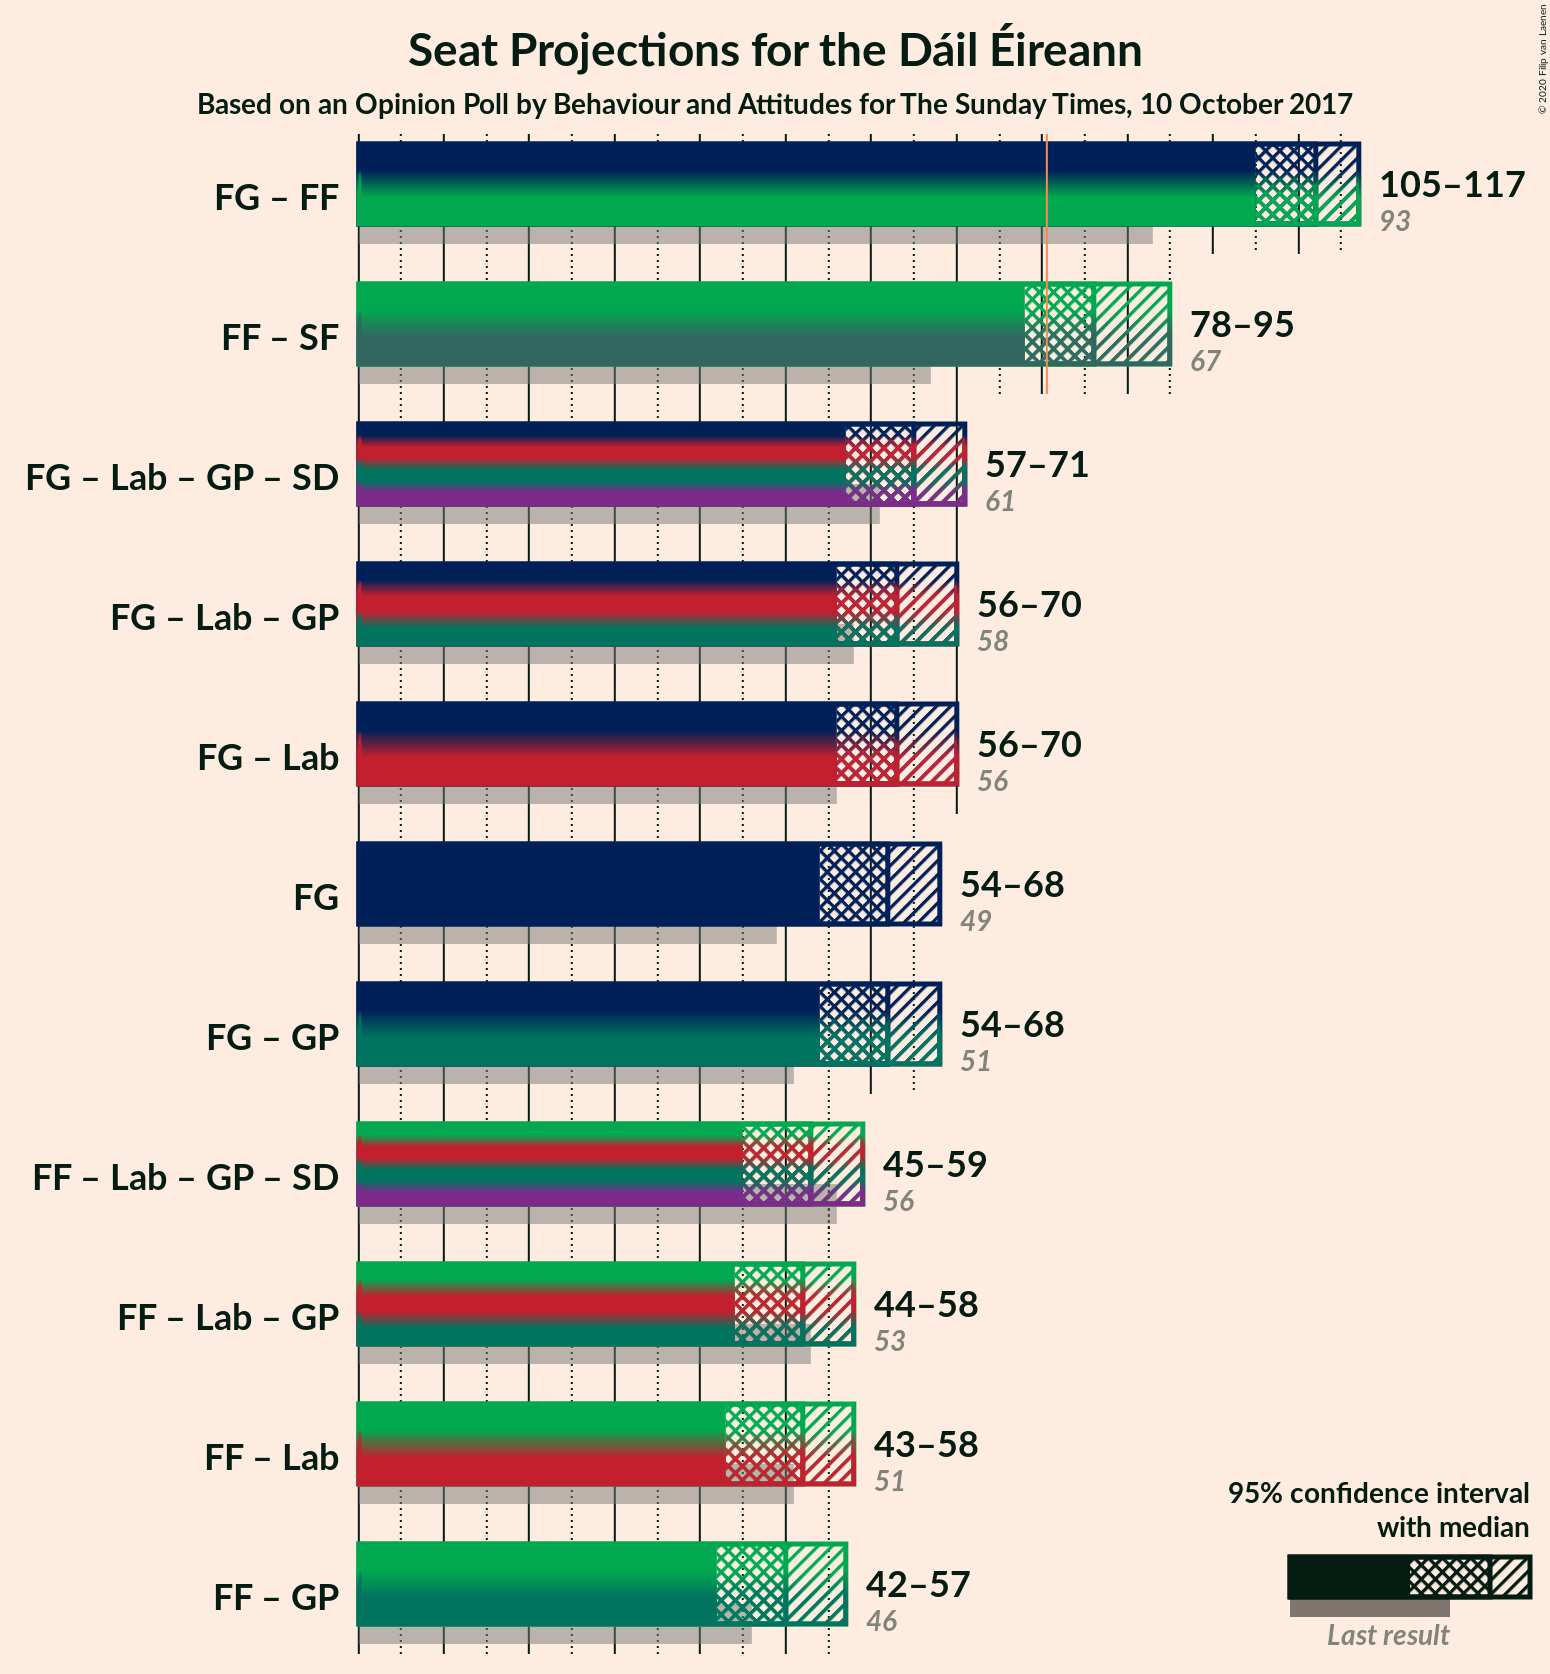 Seat Projections for the Dáil Éireann
Based on an Opinion Poll by Behaviour and Attitudes for The Sunday Times, 10 October 2017
© 2020 Filip van Laenen
FG – FF
105–117
93
FF – SF
78–95
67
FG – Lab – GP – SD
57–71
61
FG – Lab – GP
56–70
58
FG – Lab
56–70
56
FG
54–68
49
FG – GP
54–68
51
FF – Lab – GP – SD
45–59
56
FF – Lab – GP
44–58
53
FF – Lab
43–58
51
FF – GP
42–57
46
95% confidence interval
with median
Last result